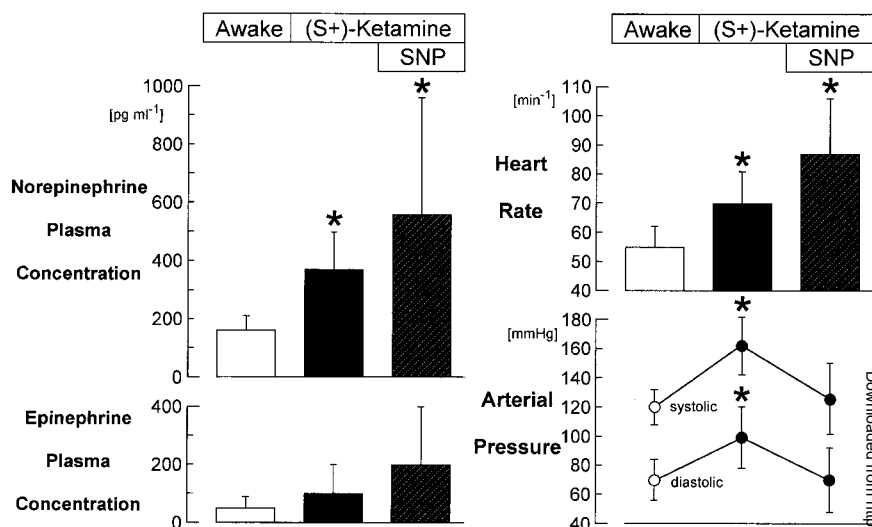 Awake (S+)-Ketamine
SNP
*
1000
[pg ml⁻¹]
800
Norepinephrine
600
*
Plasma
400
Concentration
200
0
Epinephrine
400
Plasma
200
Concentration
0
Awake (S+)-Ketamine
SNP
[min⁻¹]
*
110
100
90
Heart
80
*
Rate
70
60
50
40
*
180
[mmHg]
160
140
Arterial
120
systolic
*
Pressure
100
80
diastolic
60
40
Downloaded from